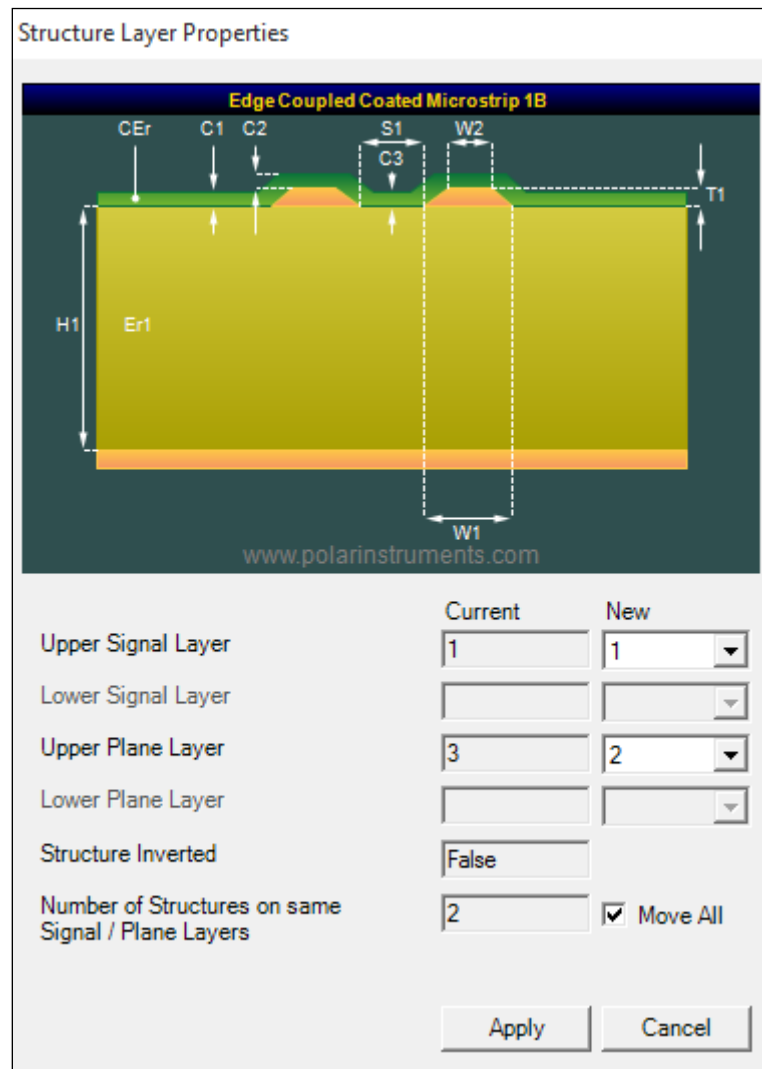 Structure Layer Properties
Edge Coupled Coated Microstrip 1B
CEr C1 C2 S1 W2
C3
T1
H1 Er1
W1
www.polarinstruments.com
Current New
Upper Signal Layer 1 1
Lower Signal Layer
Upper Plane Layer 3 2
Lower Plane Layer
Structure Inverted False
Number of Structures on same
Signal / Plane Layers 2 Move All
Apply Cancel